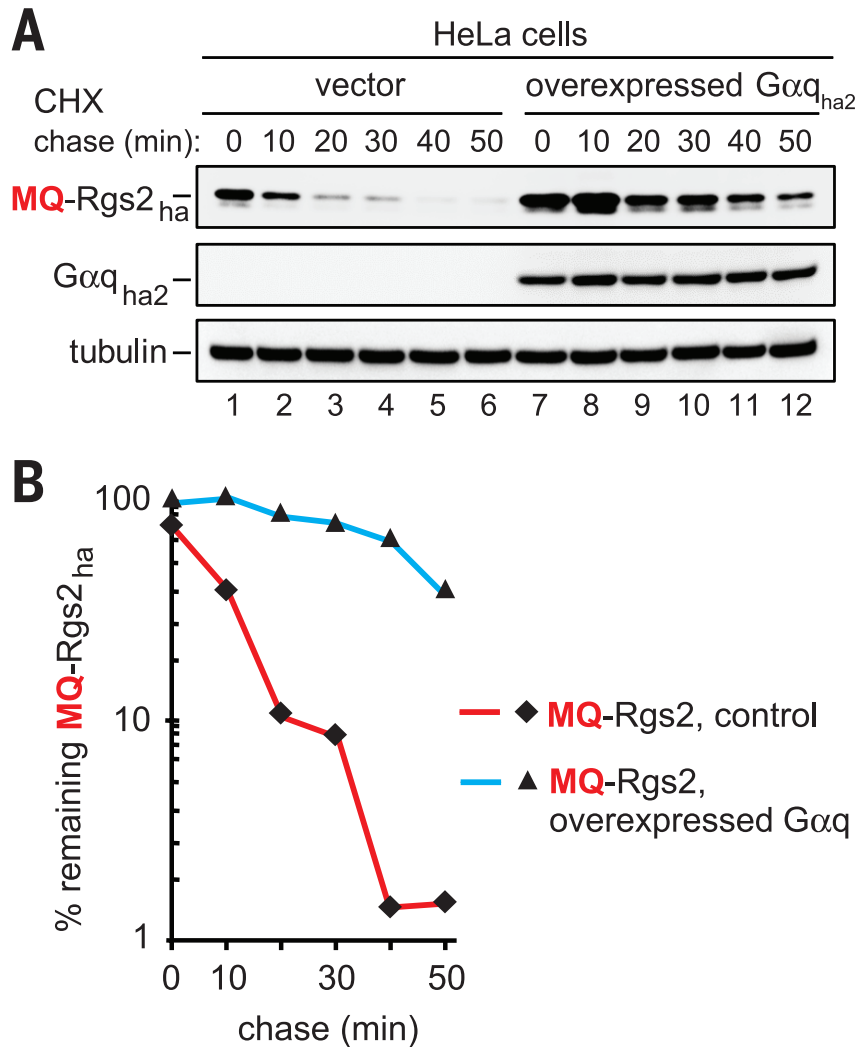 A
HeLa cells
vector overexpressed Gαqha2
CHX
chase (min): 0 10 20 30 40 50 0 10 20 30 40 50
MQ-Rgs2ha
Gαqha2
tubulin
1 2 3 4 5 6 7 8 9 10 11 12
B
% remaining MQ-Rgs2ha
100
10
1
0 10 30 50
chase (min)
MQ-Rgs2, control
MQ-Rgs2,
overexpressed Gαq